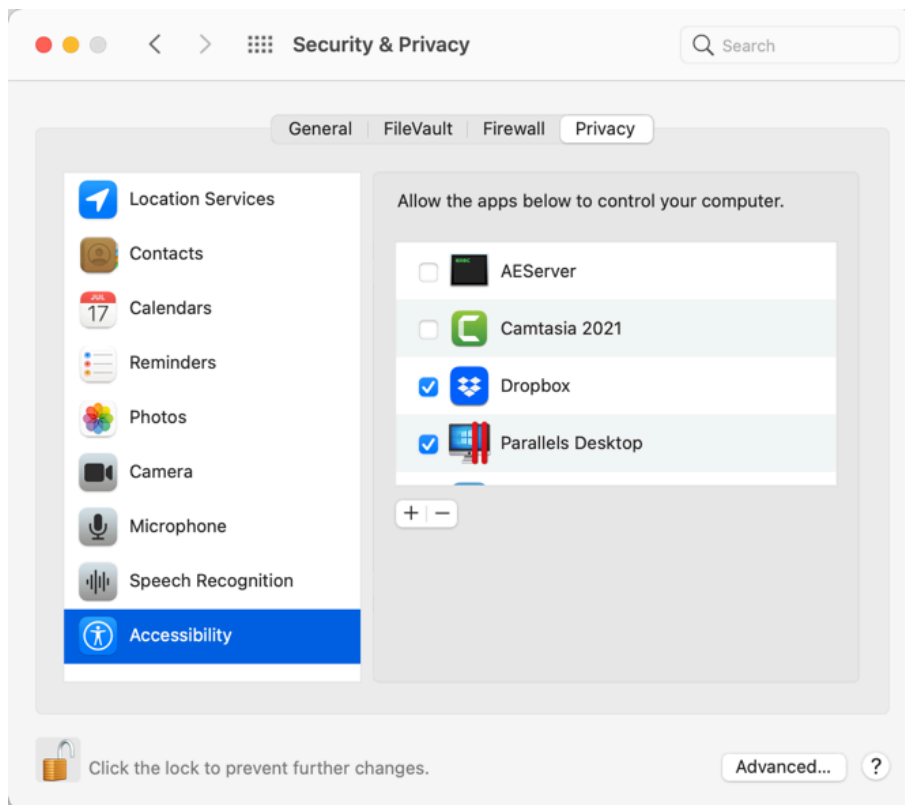 Security & Privacy
Search
General
FileVault
Firewall
Privacy
Location Services
Contacts
JUL
17
Calendars
Reminders
Photos
Camera
Microphone
Speech Recognition
Accessibility
Allow the apps below to control your computer.
AEServer
Camtasia 2021
Dropbox
Parallels Desktop
+ −
Click the lock to prevent further changes.
Advanced...
?